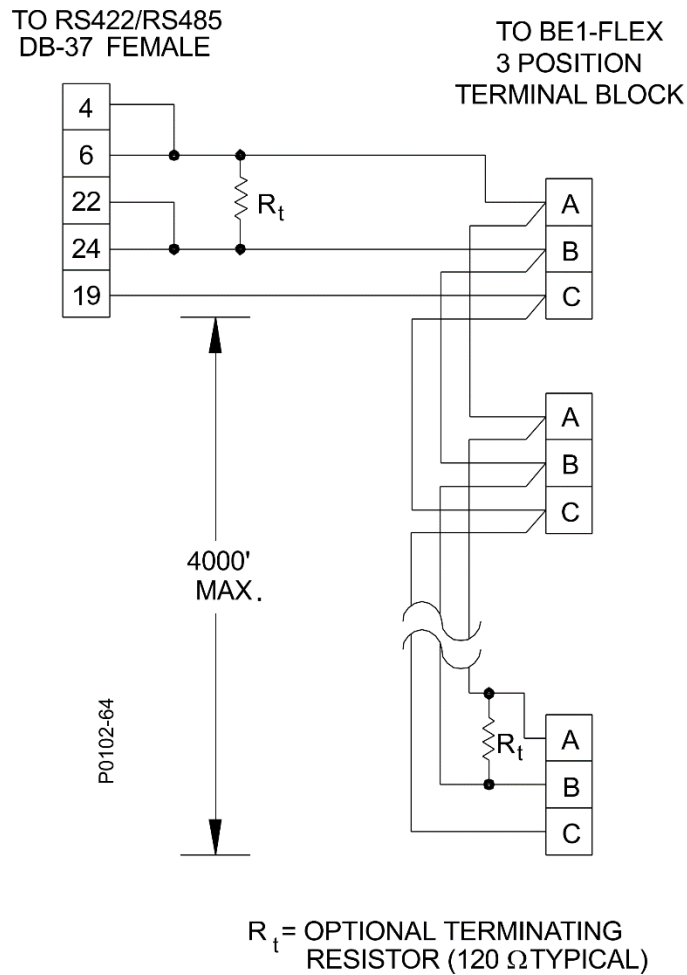 TO RS422/RS485
DB-37 FEMALE
TO BE1-FLEX
3 POSITION
TERMINAL BLOCK
4
6
22
24
19
Rt
A
B
C
A
B
C
4000'
MAX.
P0102-64
Rt
A
B
C
Rt = OPTIONAL TERMINATING
RESISTOR (120 Ω TYPICAL)